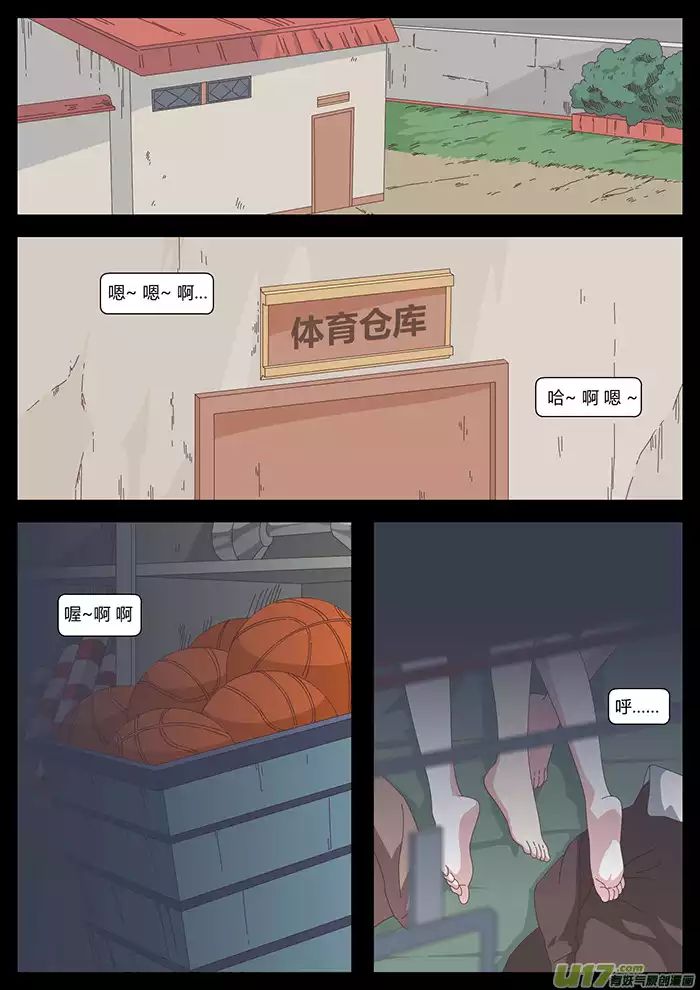 嗯~ 嗯~ 啊...
体育仓库
哈~ 啊 嗯 ~
喔~啊 啊
呼......
U17.com
有妖气原创漫画